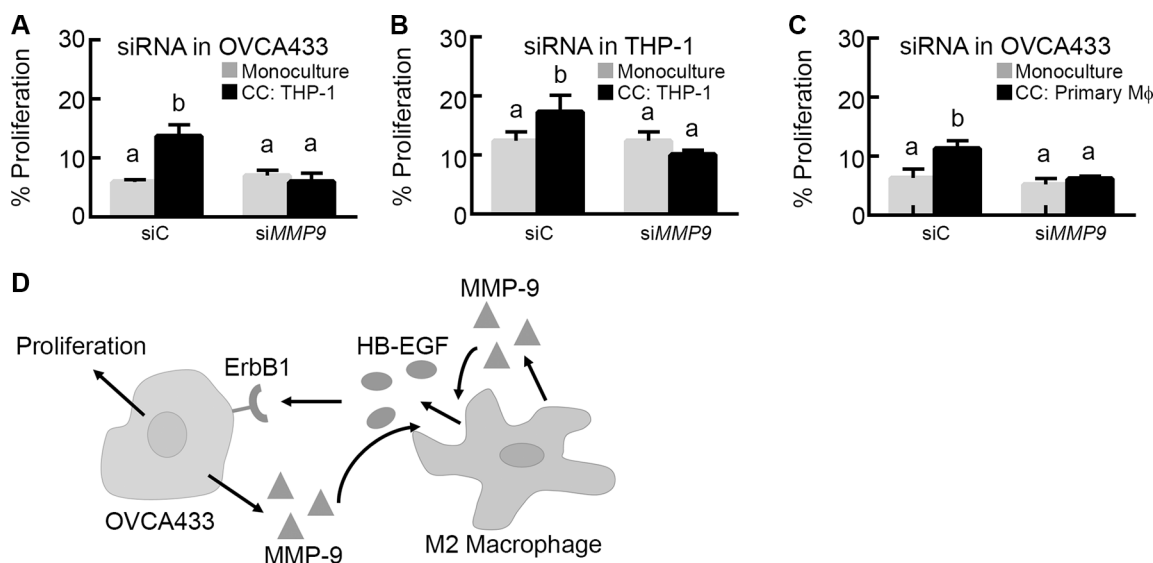 A
siRNA in OVCA433
Monoculture
CC: THP-1
% Proliferation
30
20
10
0
a
b
a
a
siC
siMMP9
B
siRNA in THP-1
Monoculture
CC: THP-1
% Proliferation
30
20
10
0
a
b
a
a
siC
siMMP9
C
siRNA in OVCA433
Monoculture
CC: Primary Mϕ
% Proliferation
30
20
10
0
a
b
a
a
siC
siMMP9
D
MMP-9
Proliferation
HB-EGF
ErbB1
OVCA433
MMP-9
M2 Macrophage